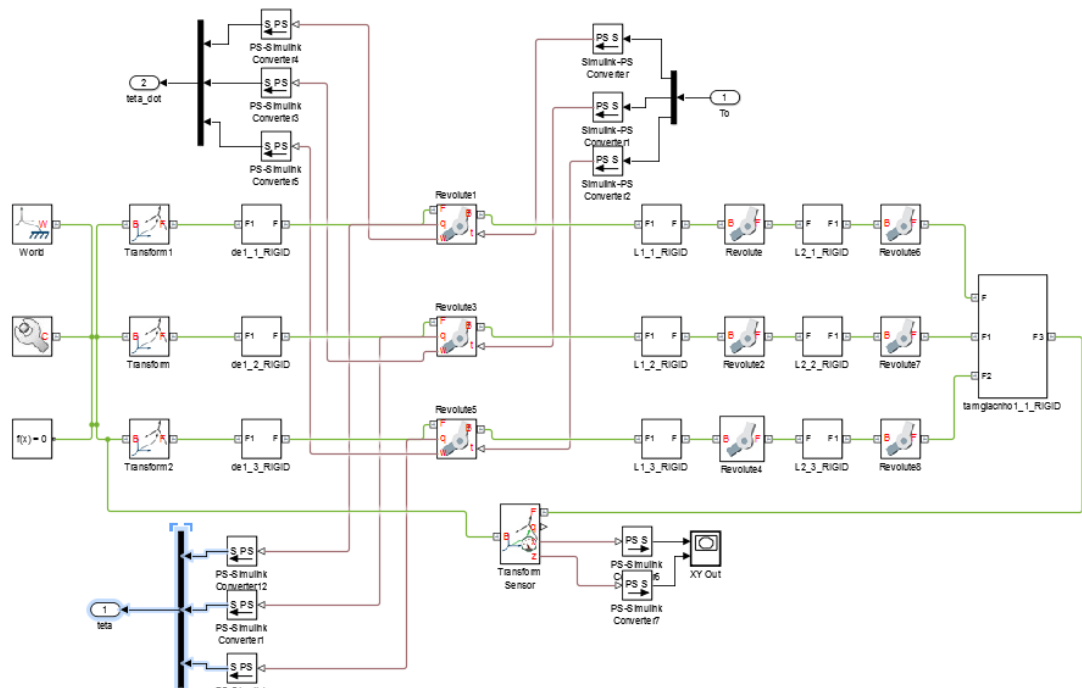 S PS
PS-Simulink
Converter4
PS S
Simulink-PS
Converter
2
teta_dot
S PS
PS-Simulink
Converter3
PS S
Simulink-PS
Converter1
1
To
S PS
PS-Simulink
Converter5
PS S
Simulink-PS
Converter2
W
World
B F
Transform1
F1 F
de1_1_RIGID
Revolute1
F B
q
w t
F1 F
L1_1_RIGID
B F
Revolute
F F1
L2_1_RIGID
B F
Revolute6
C
B F
Transform
F1 F
de1_2_RIGID
Revolute3
F B
q
w t
F1 F
L1_2_RIGID
B F
Revolute2
F F1
L2_2_RIGID
B F
Revolute7
F
F1 F3
F2
tamgiacnho1_1_RIGID
f(x) = 0
B F
Transform2
F1 F
de1_3_RIGID
Revolute5
F B
q
w t
F1 F
L1_3_RIGID
B F
Revolute4
F F1
L2_3_RIGID
B F
Revolute8
F
B q
x
z
Transform
Sensor
PS S
PS-Simulink
PS S
PS-Simulink
Converter7
XY Out
S PS
PS-Simulink
Converter12
1
teta
S PS
PS-Simulink
Converter1
S PS